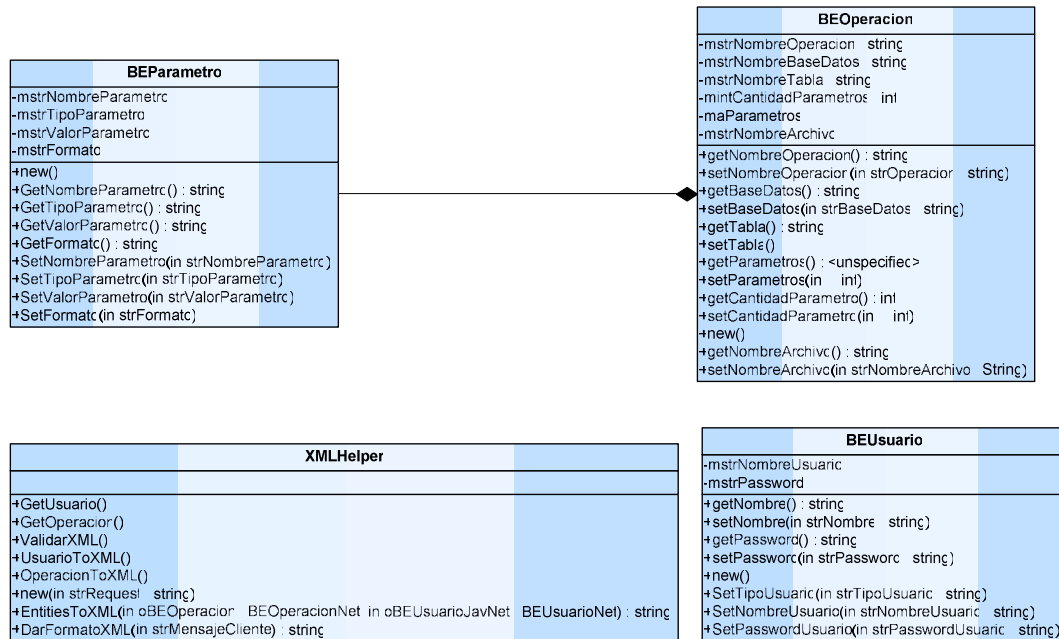 BEParametro
-mstrNombreParametro
-mstrTipoParametro
-mstrValorParametro
-mstrFormato
+new()
+GetNombreParametro() : string
+GetTipoParametro() : string
+GetValorParametro() : string
+GetFormato() : string
+SetNombreParametro(in strNombreParametro)
+SetTipoParametro(in strTipoParametro)
+SetValorParametro(in strValorParametro)
+SetFormato(in strFormato)
BEOperacion
-mstrNombreOperacion string
-mstrNombreBaseDatos string
-mstrNombreTabla string
-mintCantidadParametros int
-maParametros
-mstrNombreArchivo
+getNombreOperacion() : string
+setNombreOperacion(in strOperacion string)
+getBaseDatos() : string
+setBaseDatos(in strBaseDatos string)
+getTabla() : string
+setTabla()
+getParametros() : <unspecified>
+setParametros(in int)
+getCantidadParametro() : int
+setCantidadParametro(in int)
+new()
+getNombreArchivo() : string
+setNombreArchivo(in strNombreArchivo String)
XMLHelper
+GetUsuario()
+GetOperacion()
+ValidarXML()
+UsuarioToXML()
+OperacionToXML()
+new(in strRequest string)
+EntitiesToXML(in oBEOperacion BEOperacionNet in oBEUsuarioJavNet BEUsuarioNet) : string
+DarFormatoXML(in strMensajeCliente) : string
BEUsuario
-mstrNombreUsuario
-mstrPassword
+getNombre() : string
+setNombre(in strNombre string)
+getPassword() : string
+setPassword(in strPassword string)
+new()
+SetTipoUsuario(in strTipoUsuario string)
+SetNombreUsuario(in strNombreUsuario string)
+SetPasswordUsuario(in strPasswordUsuario string)